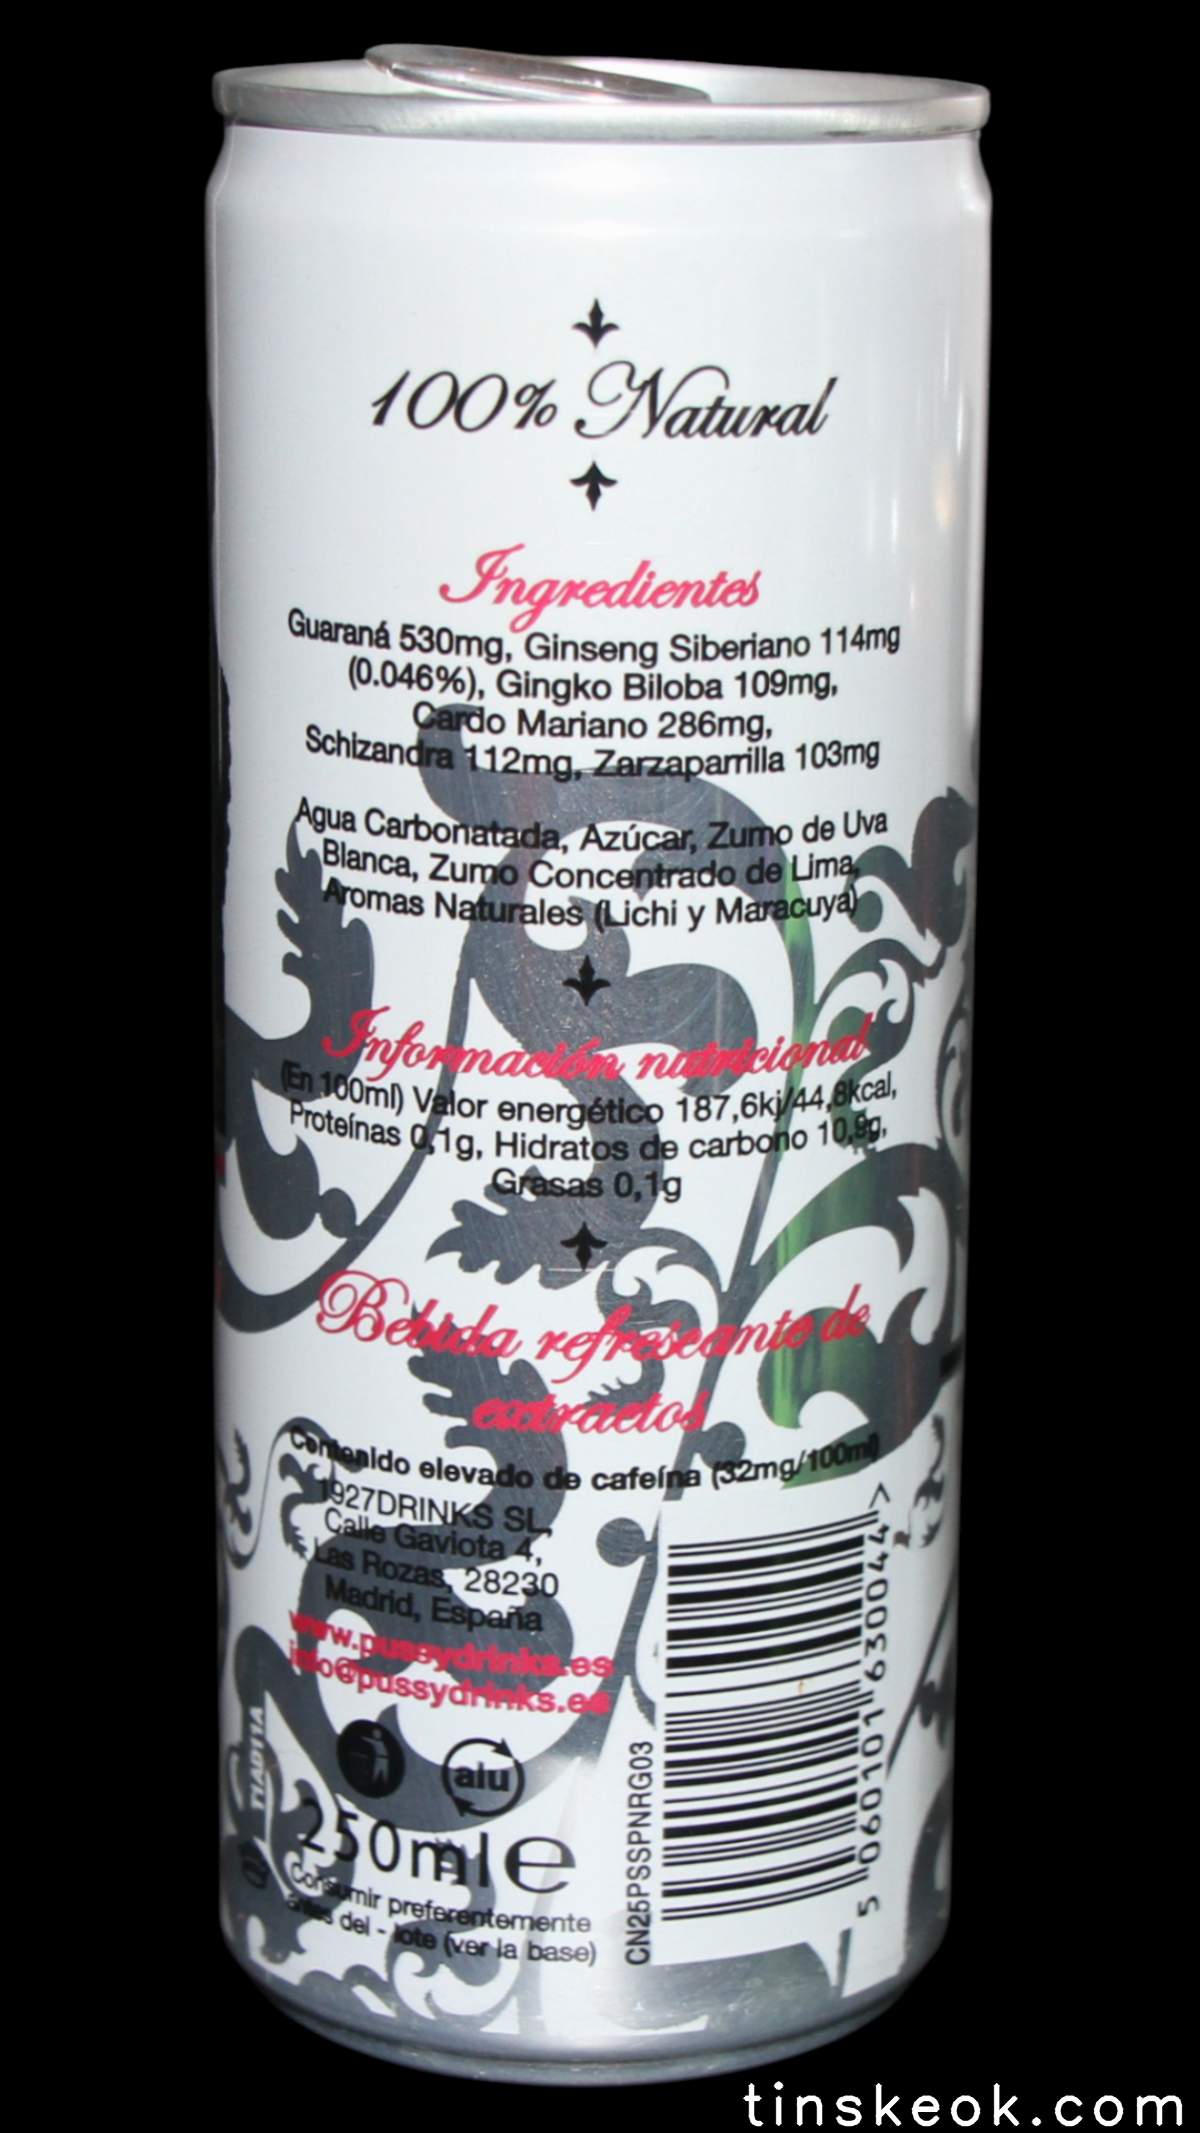 100% Natural
Ingredientes
Guaraná 530mg, Ginseng Siberiano 114mg
(0.046%), Gingko Biloba 109mg,
Cardo Mariano 286mg,
Schizandra 112mg, Zarzaparrilla 103mg
Agua Carbonatada, Azúcar, Zumo de Uva
Blanca, Zumo Concentrado de Lima,
Aromas Naturales (Lichi y Maracuya)
Información nutricional
(En 100ml) Valor energético 187,6kj/44,8kcal,
Proteínas 0,1g, Hidratos de carbono 10,9g,
Grasas 0,1g
Bebida refrescante de
extractos
Contenido elevado de cafeína (32mg/100ml)
1927DRINKS SL,
Calle Gaviota 4,
Las Rozas, 28230
Madrid, España
www.pussydrinks.es
info@pussydrinks.es
alu
250ml e
Consumir preferentemente
antes del - lote (ver la base)
CN25PSSPNRG03
5 060101 630044 >
tinskeok.com